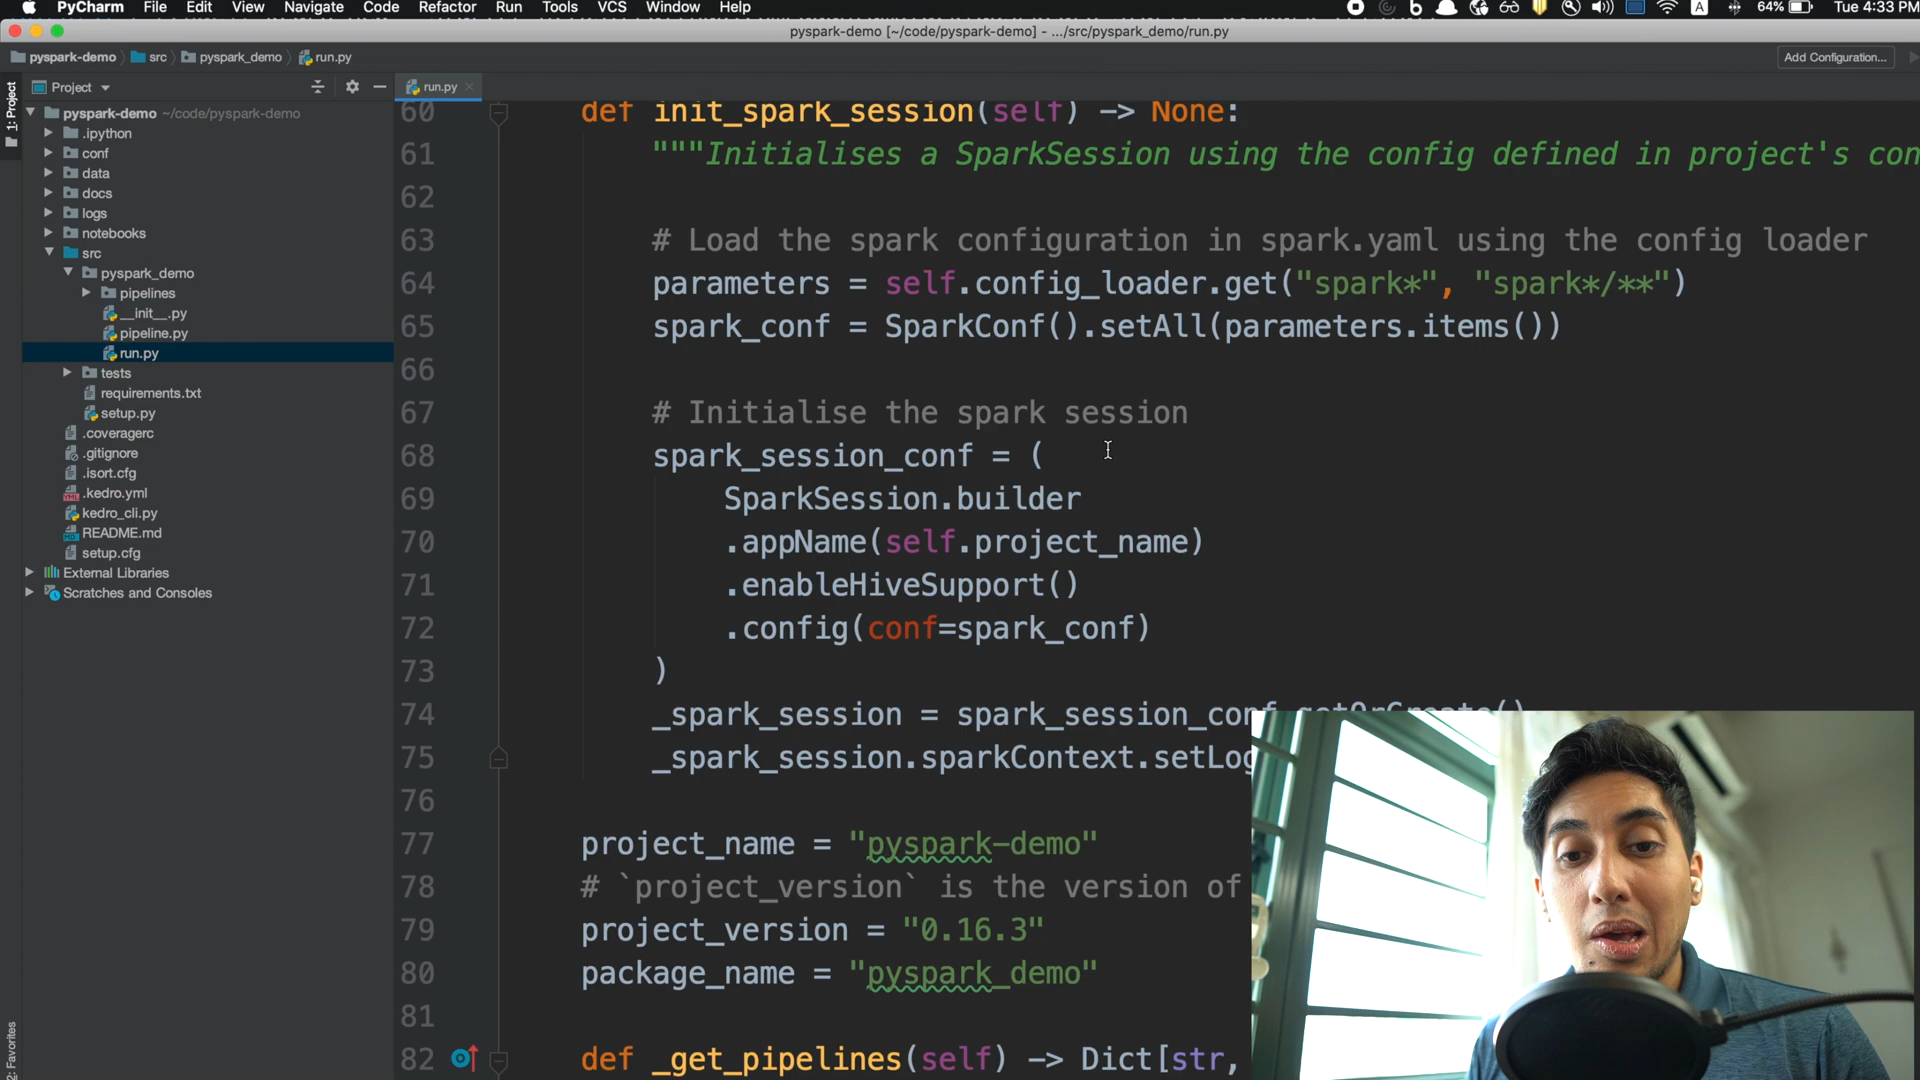 PyCharm File Edit View Navigate Code Refactor Run Tools VCS Window Help 64% Tue 4:33 PM
pyspark-demo [~/code/pyspark-demo] - .../src/pyspark_demo/run.py
pyspark-demo src pyspark_demo run.py Add Configuration...
Project run.py
1: Project
pyspark-demo ~/code/pyspark-demo
.ipython
conf
data
docs
logs
notebooks
src
pyspark_demo
pipelines
__init__.py
pipeline.py
run.py
tests
requirements.txt
setup.py
.coveragerc
.gitignore
.isort.cfg
.kedro.yml
kedro_cli.py
README.md
setup.cfg
External Libraries
Scratches and Consoles
2: Favorites
60 def init_spark_session(self) -> None:
61 """Initialises a SparkSession using the config defined in project's con
62
63 # Load the spark configuration in spark.yaml using the config loader
64 parameters = self.config_loader.get("spark*", "spark*/**")
65 spark_conf = SparkConf().setAll(parameters.items())
66
67 # Initialise the spark session
68 spark_session_conf = (
69 SparkSession.builder
70 .appName(self.project_name)
71 .enableHiveSupport()
72 .config(conf=spark_conf)
73 )
74 _spark_session = spark_session_conf.getOrCreate()
75 _spark_session.sparkContext.setLog
76
77 project_name = "pyspark-demo"
78 # `project_version` is the version of
79 project_version = "0.16.3"
80 package_name = "pyspark_demo"
81
82 def _get_pipelines(self) -> Dict[str,